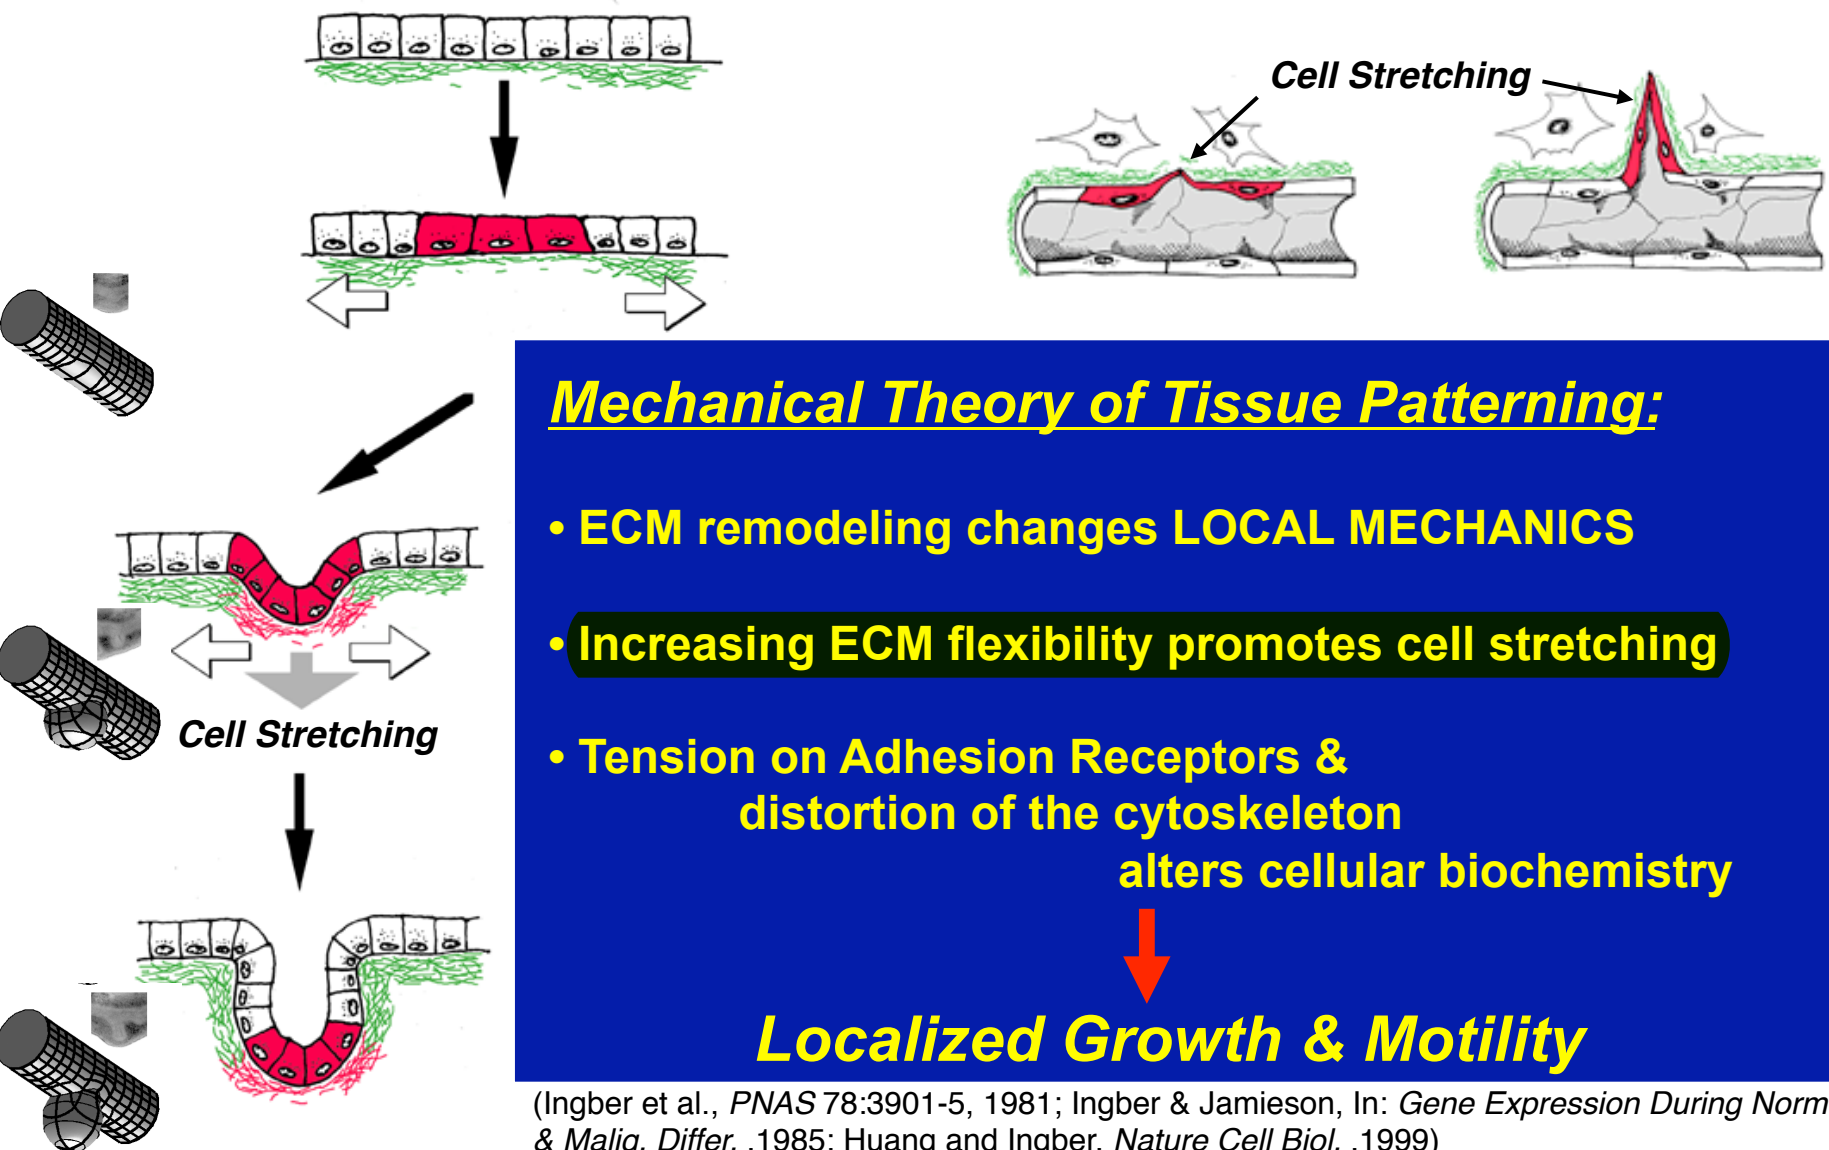 Cell Stretching
Mechanical Theory of Tissue Patterning:
• ECM remodeling changes LOCAL MECHANICS
• Increasing ECM flexibility promotes cell stretching
Cell Stretching
• Tension on Adhesion Receptors &
distortion of the cytoskeleton
alters cellular biochemistry
Localized Growth & Motility
(Ingber et al., PNAS 78:3901-5, 1981; Ingber & Jamieson, In: Gene Expression During Norm
& Malig. Differ. ,1985; Huang and Ingber, Nature Cell Biol. ,1999)